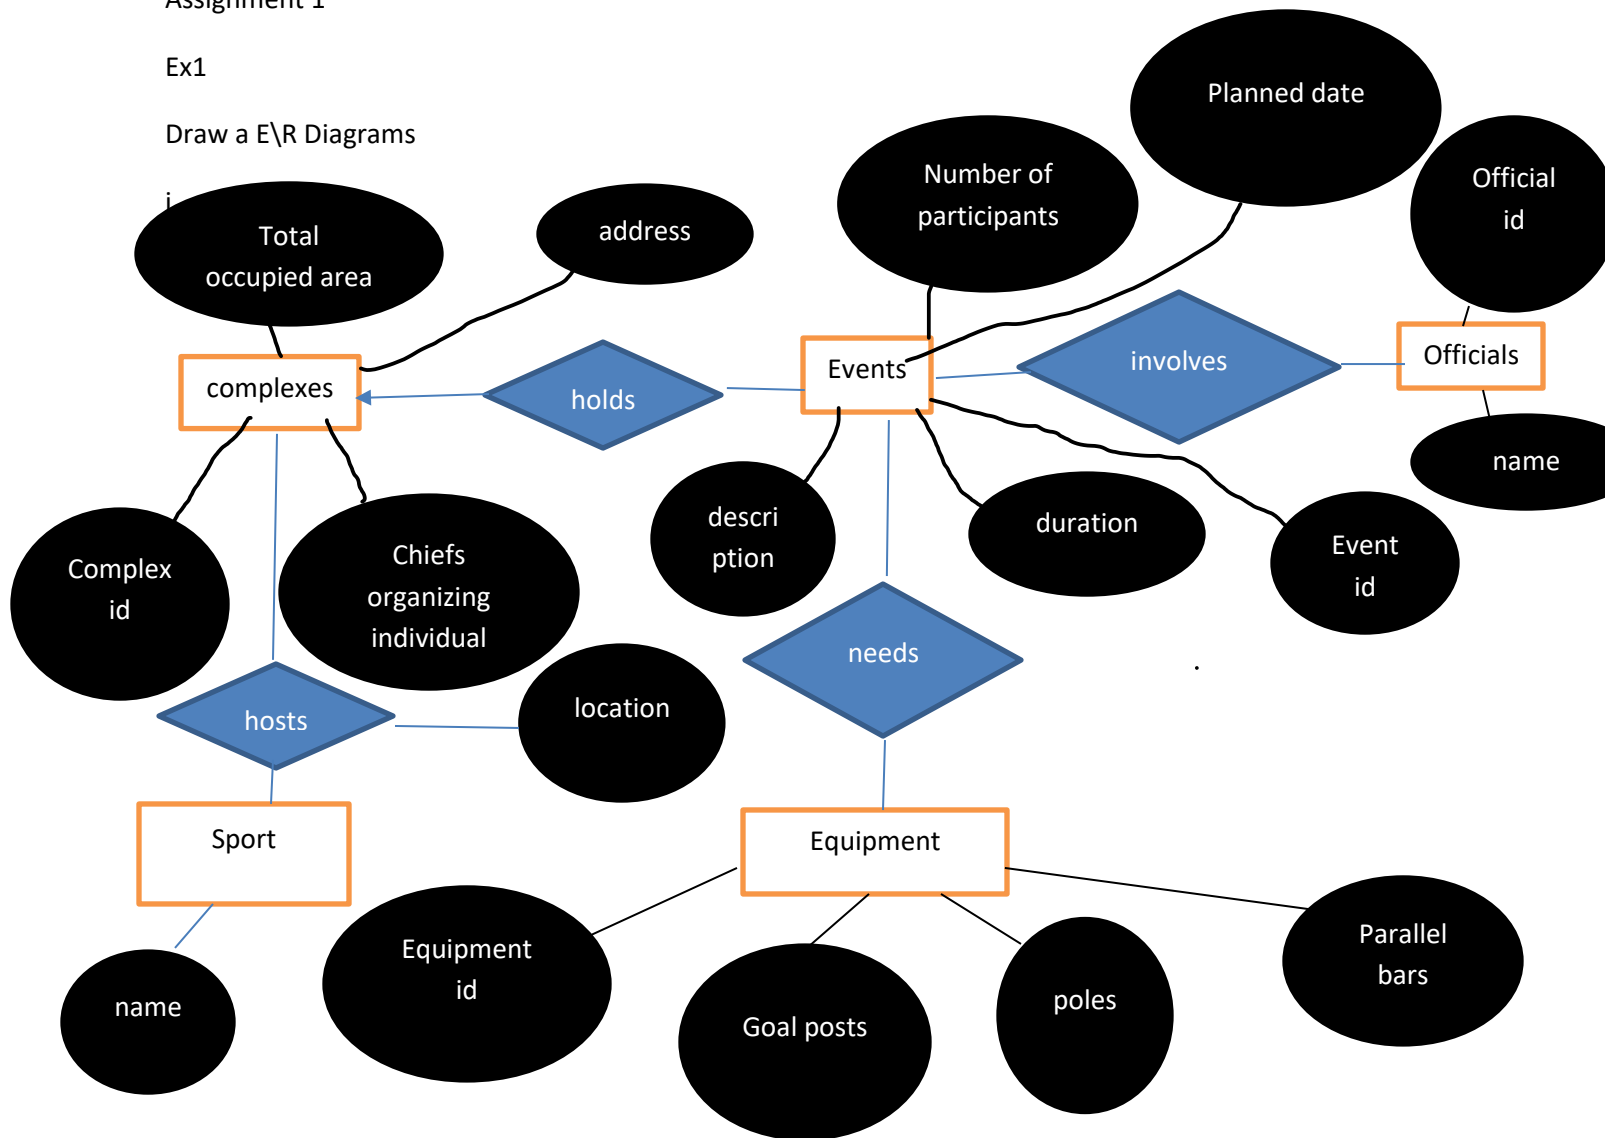 Assignment 1
Ex1
Draw a E\R Diagrams
i
Total
occupied area
address
Number of
participants
Planned date
Official
id
complexes
holds
Events
involves
Officials
name
Complex
id
Chiefs
organizing
individual
descri
ption
duration
Event
id
hosts
location
needs
.
Sport
Equipment
name
Equipment
id
Goal posts
poles
Parallel
bars